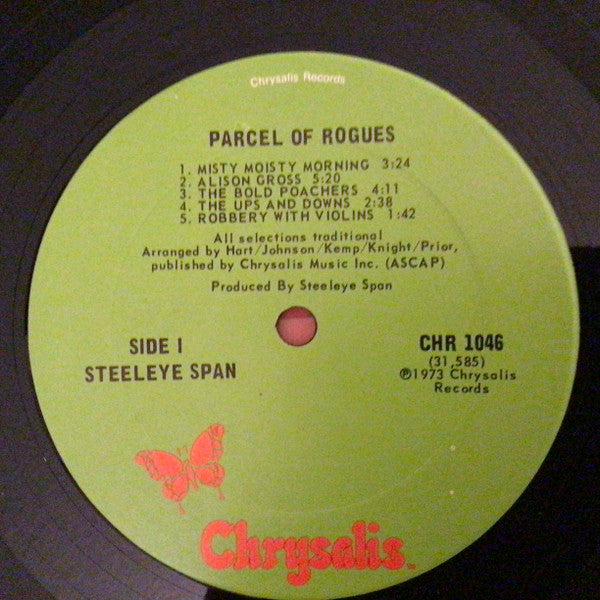 Chrysalis Records
PARCEL OF ROGUES
1. MISTY MOISTY MORNING 3:24
2. ALISON GROSS 5:20
3. THE BOLD POACHERS 4:11
4. THE UPS AND DOWNS 2:38
5. ROBBERY WITH VIOLINS 1:42
All selections traditional
Arranged by Hart/Johnson/Kemp/Knight/Prior,
published by Chrysalis Music Inc. (ASCAP)
Produced By Steeleye Span
SIDE 1
STEELEYE SPAN
CHR 1046
(31,585)
℗1973 Chrysalis
Records
Chrysalis™